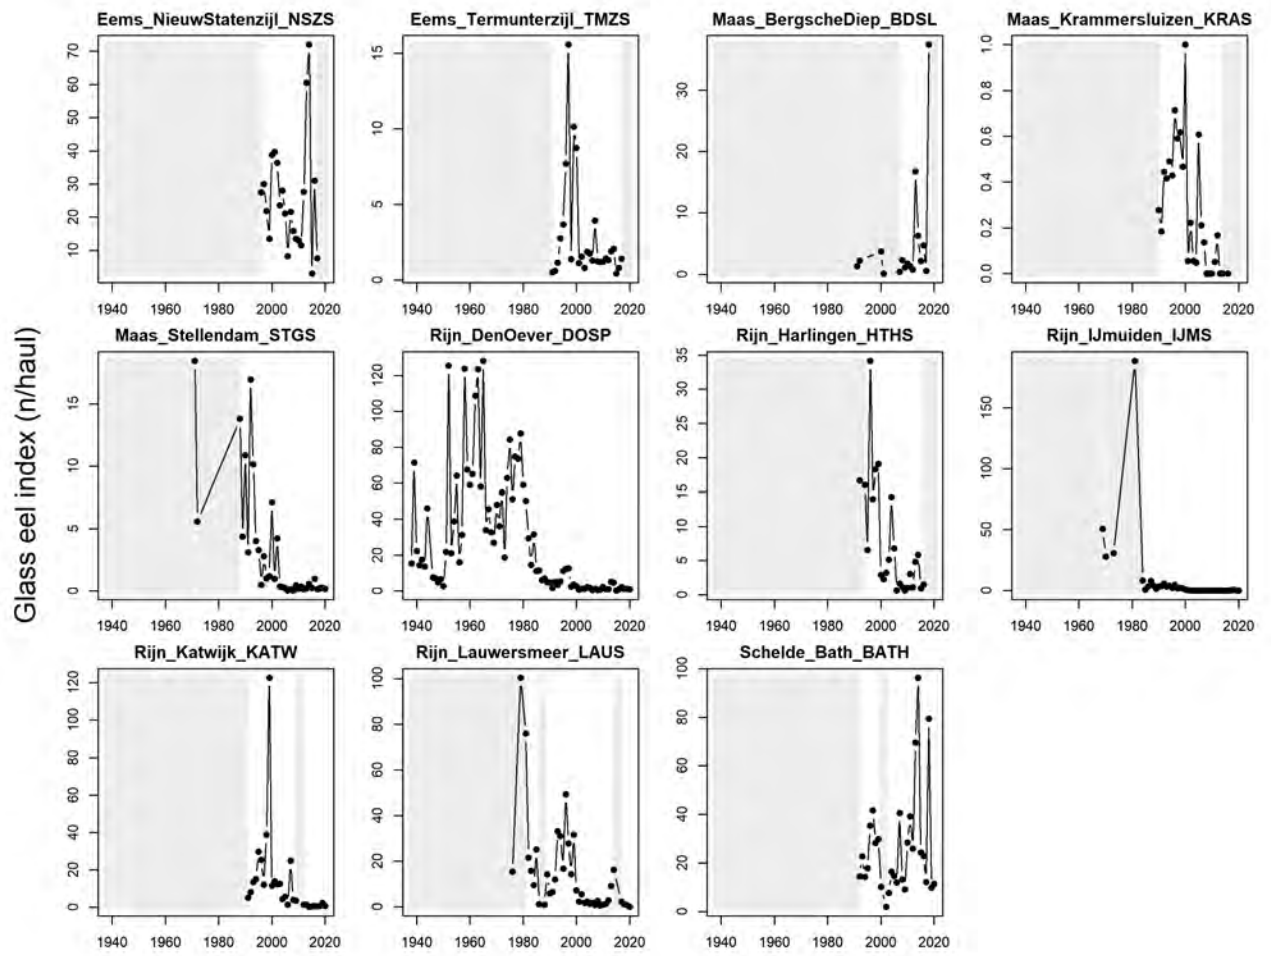 Glass eel index (n/haul)
Eems_NieuwStatenzijl_NSZS
70
60
50
40
30
20
10
1940 1960 1980 2000 2020
Eems_Termunterzijl_TMZS
15
10
5
0
1940 1960 1980 2000 2020
Maas_BergscheDiep_BDSL
30
20
10
0
1940 1960 1980 2000 2020
Maas_Krammersluizen_KRAS
1.0
0.8
0.6
0.4
0.2
0.0
1940 1960 1980 2000 2020
Maas_Stellendam_STGS
15
10
5
0
1940 1960 1980 2000 2020
Rijn_DenOever_DOSP
120
100
80
60
40
20
0
1940 1960 1980 2000 2020
Rijn_Harlingen_HTHS
35
30
25
20
15
10
5
0
1940 1960 1980 2000 2020
Rijn_IJmuiden_IJMS
150
100
50
0
1940 1960 1980 2000 2020
Rijn_Katwijk_KATW
120
100
80
60
40
20
0
1940 1960 1980 2000 2020
Rijn_Lauwersmeer_LAUS
100
80
60
40
20
0
1940 1960 1980 2000 2020
Schelde_Bath_BATH
100
80
60
40
20
0
1940 1960 1980 2000 2020